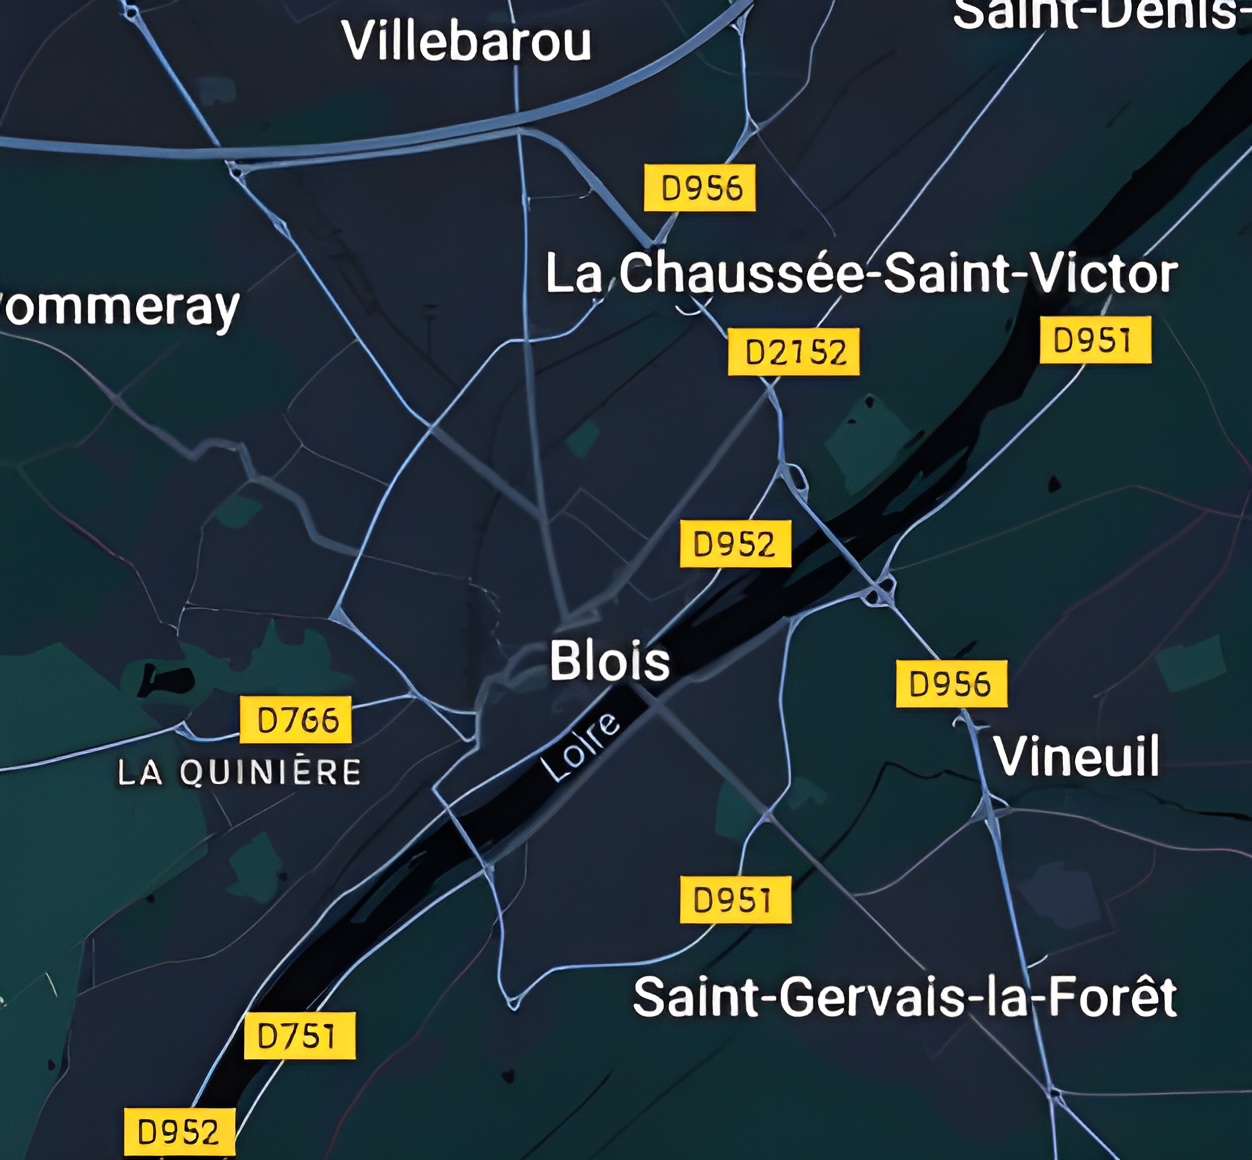 Saint-Denis-
Villebarou
D956
La Chaussée-Saint-Victor
ommeray
D2152
D951
D952
Blois
D956
D766
Loire
Vineuil
LA QUINIÈRE
D951
Saint-Gervais-la-Forêt
D751
D952